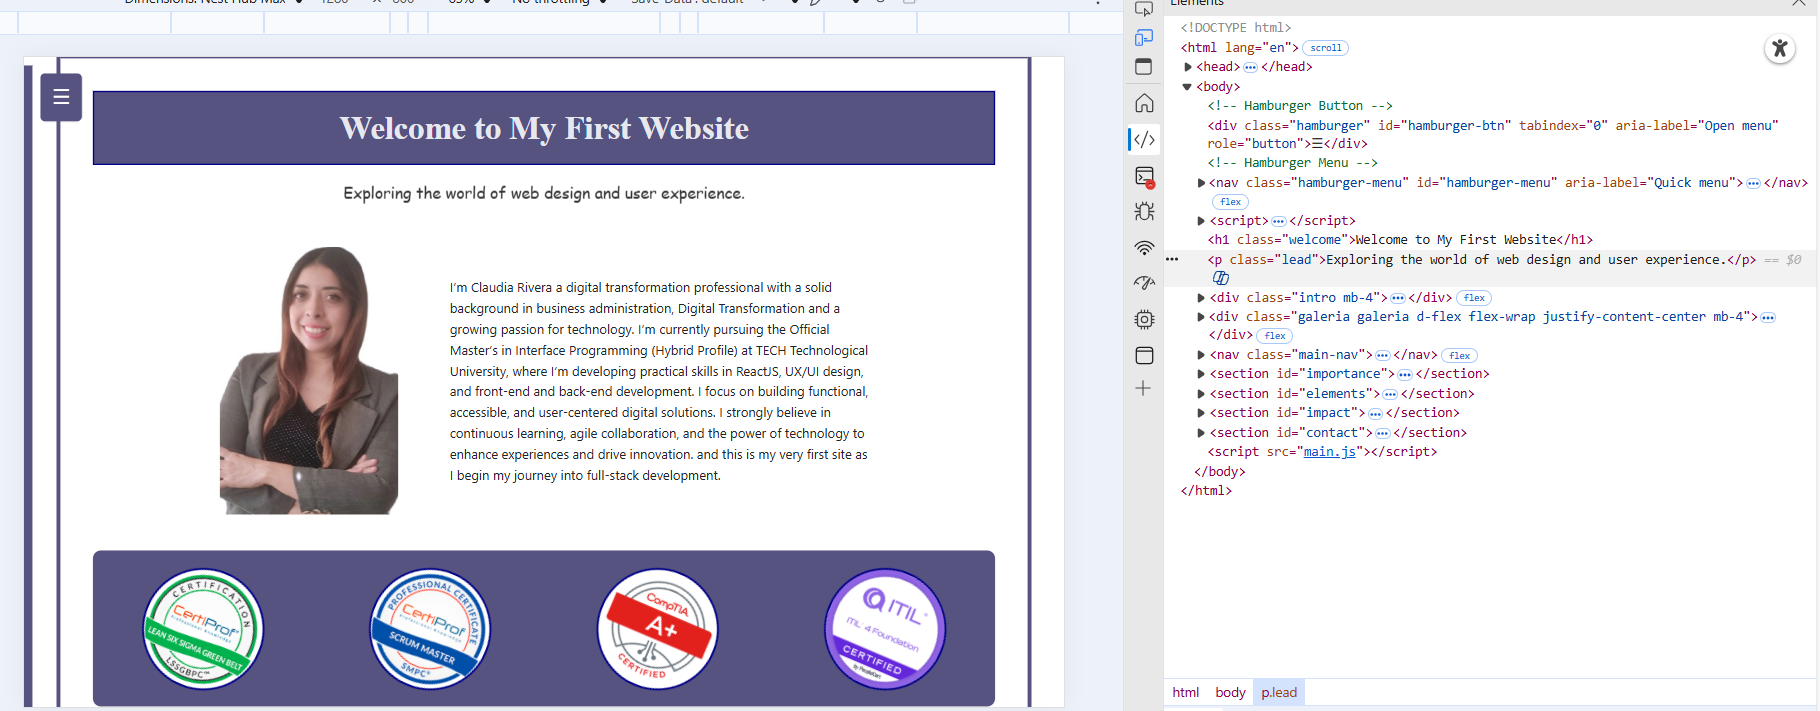 Dimensions: Nest Hub Max
1280 × 800
65%
No throttling
Save-Data: default
☰
Welcome to My First Website
Exploring the world of web design and user experience.
I'm Claudia Rivera a digital transformation professional with a solid
background in business administration, Digital Transformation and a
growing passion for technology. I'm currently pursuing the Official
Master's in Interface Programming (Hybrid Profile) at TECH Technological
University, where I'm developing practical skills in ReactJS, UX/UI design,
and front-end and back-end development. I focus on building functional,
accessible, and user-centered digital solutions. I strongly believe in
continuous learning, agile collaboration, and the power of technology to
enhance experiences and drive innovation. and this is my very first site as
I begin my journey into full-stack development.
CERTIFICATION
CertiProf
Professional Knowledge
LEAN SIX SIGMA GREEN BELT
LSSGBPC™
PROFESSIONAL CERTIFICATE
CertiProf
Professional Knowledge
SCRUM MASTER
SMPC®
CompTIA
A+
CERTIFIED
ITIL
ITIL 4 Foundation
CERTIFIED
By PeopleCert
Elements
<!DOCTYPE html>
<html lang="en"> scroll
<head> ••• </head>
<body>
<!-- Hamburger Button -->
<div class="hamburger" id="hamburger-btn" tabindex="0" aria-label="Open menu"
role="button">☰</div>
<!-- Hamburger Menu -->
<nav class="hamburger-menu" id="hamburger-menu" aria-label="Quick menu"> ••• </nav>
flex
<script> ••• </script>
<h1 class="welcome">Welcome to My First Website</h1>
<p class="lead">Exploring the world of web design and user experience.</p> == $0
<div class="intro mb-4"> ••• </div> flex
<div class="galeria galeria d-flex flex-wrap justify-content-center mb-4"> •••
</div> flex
<nav class="main-nav"> ••• </nav> flex
<section id="importance"> ••• </section>
<section id="elements"> ••• </section>
<section id="impact"> ••• </section>
<section id="contact"> ••• </section>
<script src="main.js"></script>
</body>
</html>
html body p.lead